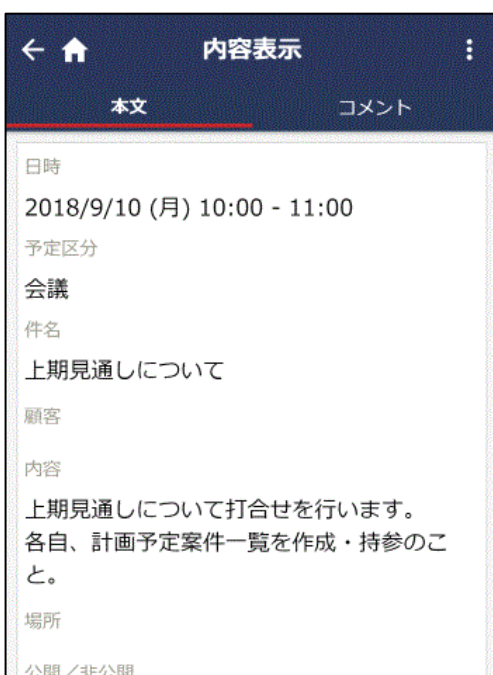 内容表示
本文 コメント
日時
2018/9/10 (月) 10:00 - 11:00
予定区分
会議
件名
上期見通しについて
顧客
内容
上期見通しについて打合せを行います。
各自、計画予定案件一覧を作成・持参のこ
と。
場所
公開／非公開